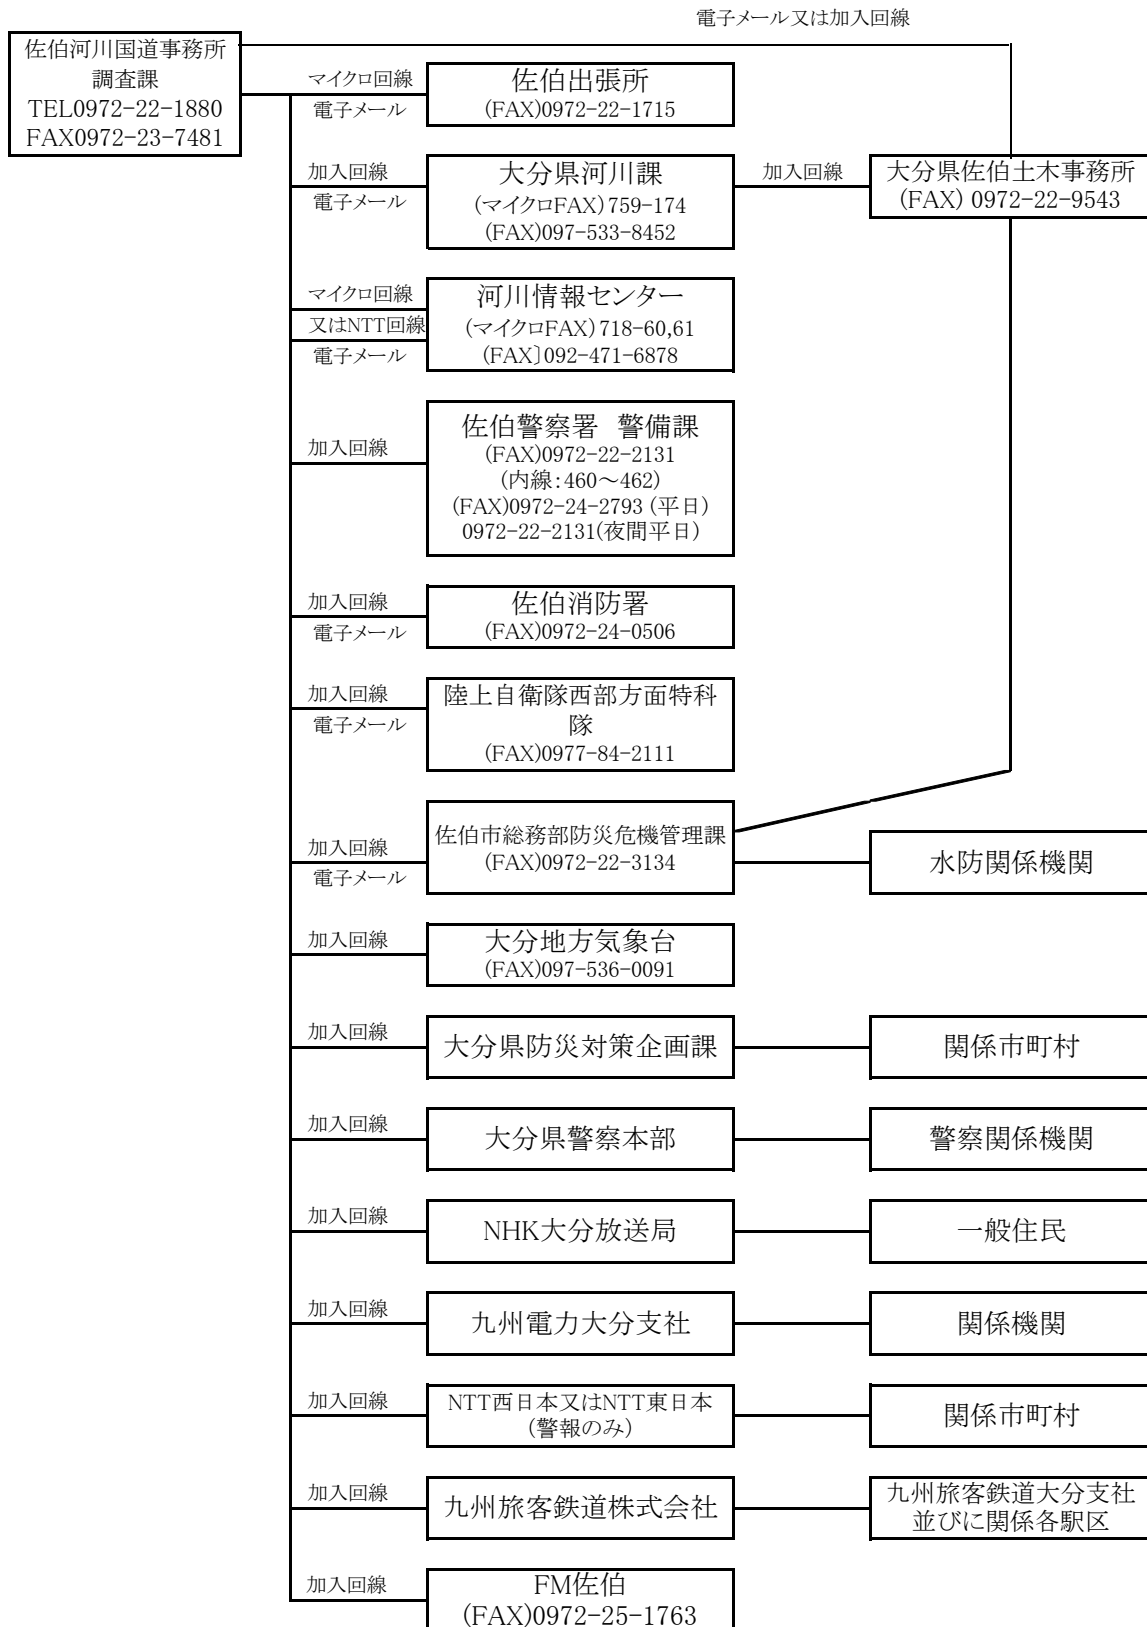 電子メール又は加入回線
佐伯河川国道事務所
調査課
TEL0972-22-1880
FAX0972-23-7481
マイクロ回線
電子メール
佐伯出張所
(FAX)0972-22-1715
加入回線
電子メール
大分県河川課
(マイクロFAX)759-174
(FAX)097-533-8452
加入回線
大分県佐伯土木事務所
(FAX) 0972-22-9543
マイクロ回線
又はNTT回線
電子メール
河川情報センター
(マイクロFAX)718-60,61
(FAX〕092-471-6878
加入回線
佐伯警察署　警備課
(FAX)0972-22-2131
(内線:460～462)
(FAX)0972-24-2793 (平日)
0972-22-2131(夜間平日)
加入回線
電子メール
佐伯消防署
(FAX)0972-24-0506
加入回線
電子メール
陸上自衛隊西部方面特科
隊
(FAX)0977-84-2111
加入回線
電子メール
佐伯市総務部防災危機管理課
(FAX)0972-22-3134
水防関係機関
加入回線
大分地方気象台
(FAX)097-536-0091
加入回線
大分県防災対策企画課
関係市町村
加入回線
大分県警察本部
警察関係機関
加入回線
NHK大分放送局
一般住民
加入回線
九州電力大分支社
関係機関
加入回線
NTT西日本又はNTT東日本
(警報のみ)
関係市町村
加入回線
九州旅客鉄道株式会社
九州旅客鉄道大分支社
並びに関係各駅区
加入回線
FM佐伯
(FAX)0972-25-1763